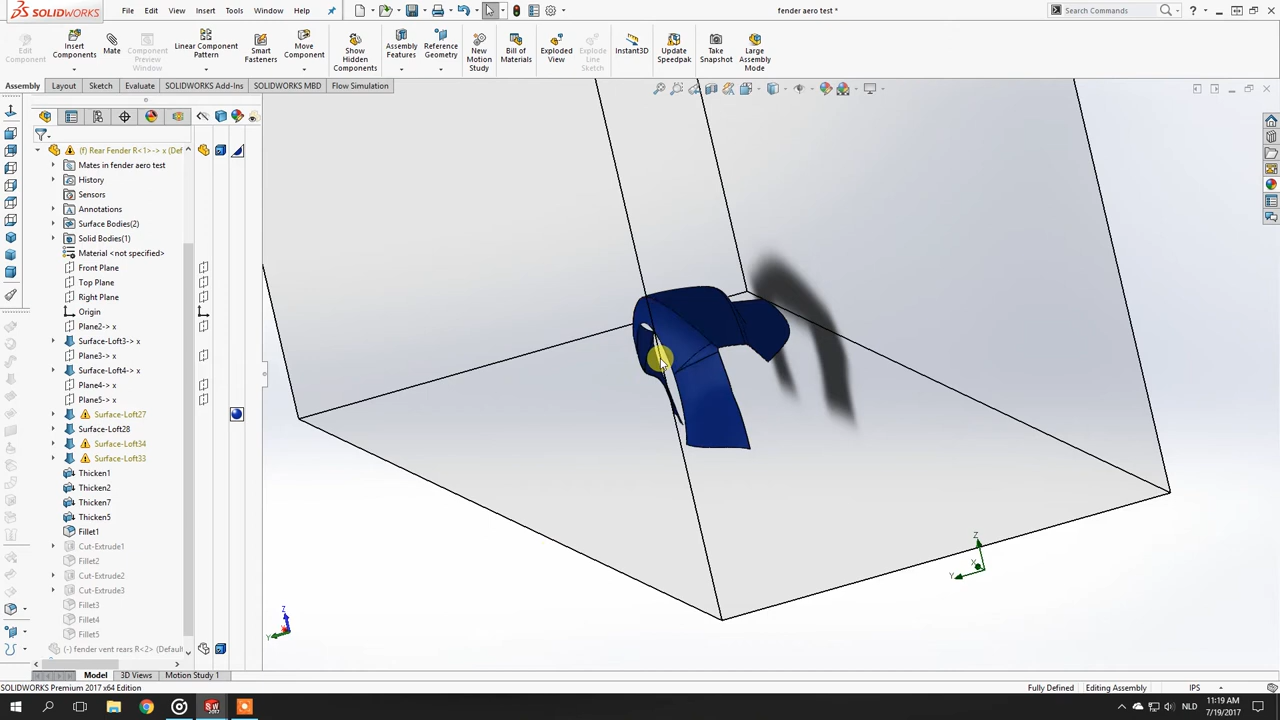 SOLIDWORKS
File Edit View Insert Tools Window Help
fender aero test *
Search Commands
Edit Component
Insert Components
Mate
Component Preview Window
Linear Component Pattern
Smart Fasteners
Move Component
Show Hidden Components
Assembly Features
Reference Geometry
New Motion Study
Bill of Materials
Exploded View
Explode Line Sketch
Instant3D
Update Speedpak
Take Snapshot
Large Assembly Mode
Assembly Layout Sketch Evaluate SOLIDWORKS Add-Ins SOLIDWORKS MBD Flow Simulation
(f) Rear Fender R<1>-> x (Def
Mates in fender aero test
History
Sensors
Annotations
Surface Bodies(2)
Solid Bodies(1)
Material <not specified>
Front Plane
Top Plane
Right Plane
Origin
Plane2-> x
Surface-Loft3-> x
Plane3-> x
Surface-Loft4-> x
Plane4-> x
Plane5-> x
Surface-Loft27
Surface-Loft28
Surface-Loft34
Surface-Loft33
Thicken1
Thicken2
Thicken7
Thicken5
Fillet1
Cut-Extrude1
Fillet2
Cut-Extrude2
Cut-Extrude3
Fillet3
Fillet4
Fillet5
(-) fender vent rears R<2> (Default
Z
X
Y
Z
Y
Model 3D Views Motion Study 1
SOLIDWORKS Premium 2017 x64 Edition
Fully Defined Editing Assembly IPS
NLD
11:19 AM
7/19/2017